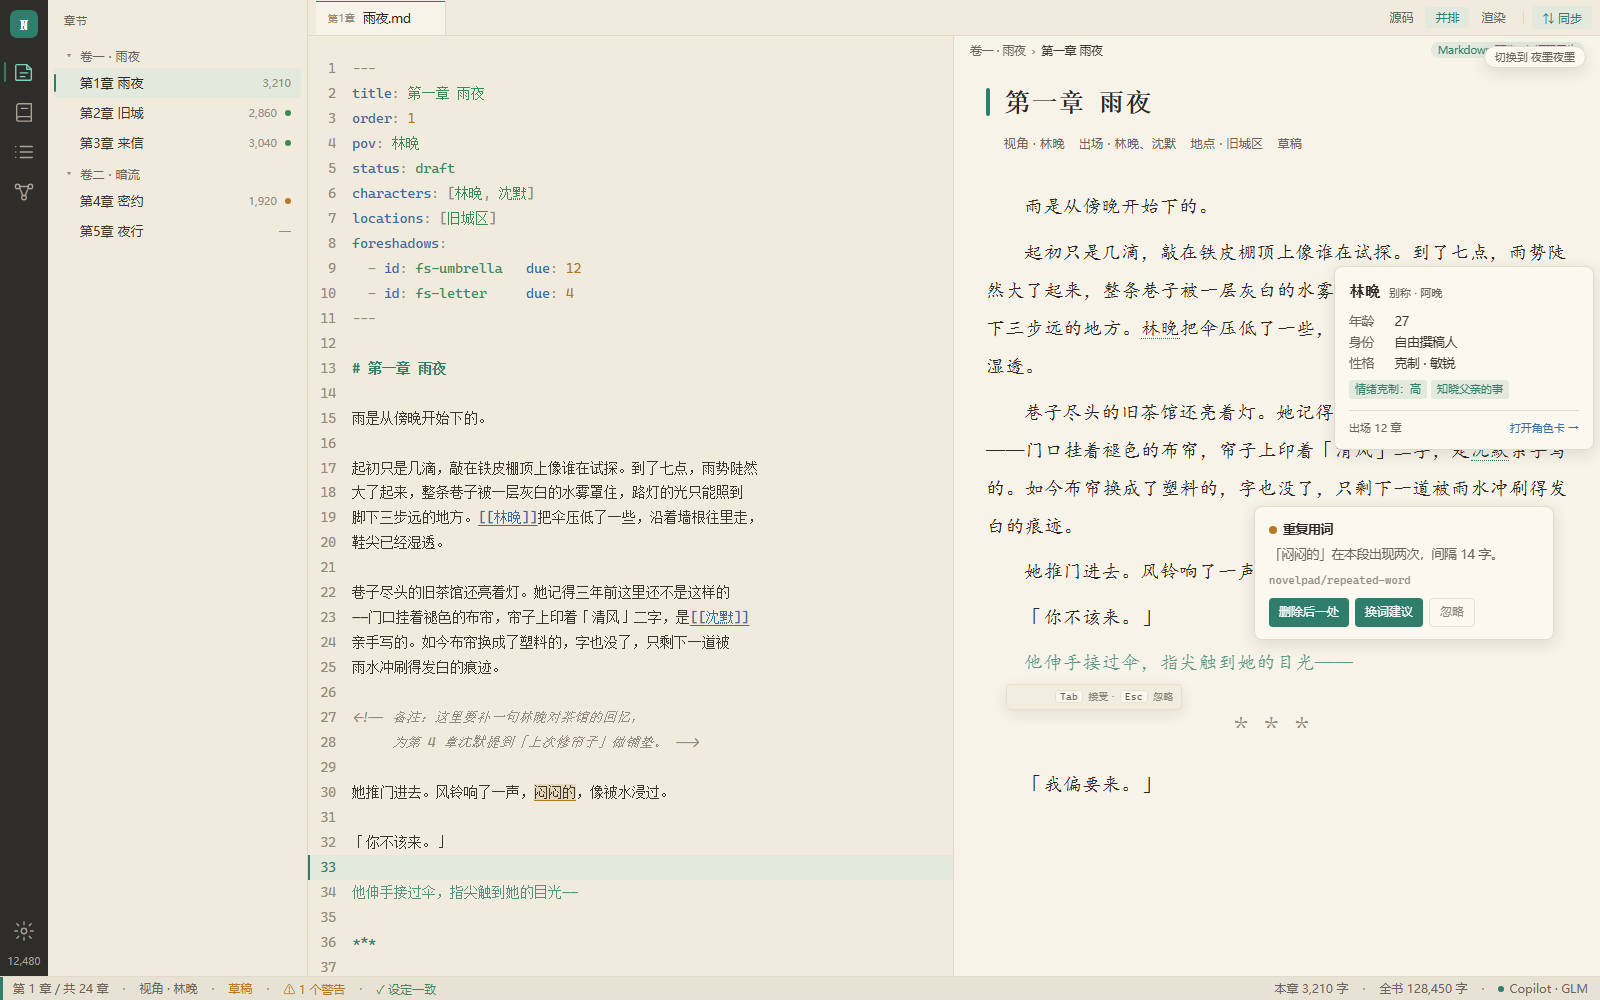 N
章节
卷一 · 雨夜
第1章 雨夜 3,210
第2章 旧城 2,860
第3章 来信 3,040
卷二 · 暗流
第4章 密约 1,920
第5章 夜行 —
12,480
第1章 雨夜.md
源码 并排 渲染 ⇅ 同步
1 ---
2 title: 第一章 雨夜
3 order: 1
4 pov: 林晚
5 status: draft
6 characters: [林晚, 沈默]
7 locations: [旧城区]
8 foreshadows:
9 - id: fs-umbrella due: 12
10 - id: fs-letter due: 4
11 ---
12
13 # 第一章 雨夜
14
15 雨是从傍晚开始下的。
16
17 起初只是几滴，敲在铁皮棚顶上像谁在试探。到了七点，雨势陡然
18 大了起来，整条巷子被一层灰白的水雾罩住，路灯的光只能照到
19 脚下三步远的地方。[[林晚]]把伞压低了一些，沿着墙根往里走，
20 鞋尖已经湿透。
21
22 巷子尽头的旧茶馆还亮着灯。她记得三年前这里还不是这样的
23 ——门口挂着褪色的布帘，帘子上印着「清风」二字，是[[沈默]]
24 亲手写的。如今布帘换成了塑料的，字也没了，只剩下一道被
25 雨水冲刷得发白的痕迹。
26
27 <!-- 备注：这里要补一句林晚对茶馆的回忆，
28 为第 4 章沈默提到「上次修帘子」做铺垫。 -->
29
30 她推门进去。风铃响了一声，闷闷的，像被水浸过。
31
32 「你不该来。」
33
34 他伸手接过伞，指尖触到她的目光——
35
36 ***
37
卷一 · 雨夜 › 第一章 雨夜
Markdown
切换到 夜墨夜墨
第一章 雨夜
视角 · 林晚 出场 · 林晚、沈默 地点 · 旧城区 草稿
雨是从傍晚开始下的。
起初只是几滴，敲在铁皮棚顶上像谁在试探。到了七点，雨势陡
然大了起来，整条巷子被一层灰白的水雾
下三步远的地方。林晚把伞压低了一些，
湿透。
巷子尽头的旧茶馆还亮着灯。她记得
——门口挂着褪色的布帘，帘子上印着「清风」二字，是沈默亲手写
的。如今布帘换成了塑料的，字也没了，只剩下一道被雨水冲刷得发
白的痕迹。
她推门进去。风铃响了一声
「你不该来。」
他伸手接过伞，指尖触到她的目光——
Tab 接受 · Esc 忽略
* * *
「我偏要来。」
林晚 别称 · 阿晚
年龄 27
身份 自由撰稿人
性格 克制 · 敏锐
情绪克制：高 知晓父亲的事
出场 12 章 打开角色卡 →
重复用词
「闷闷的」在本段出现两次，间隔 14 字。
novelpad/repeated-word
删除后一处 换词建议 忽略
第 1 章 / 共 24 章 · 视角 · 林晚 · 草稿 · ⚠ 1 个警告 · ✓ 设定一致
本章 3,210 字 · 全书 128,450 字 · Copilot · GLM